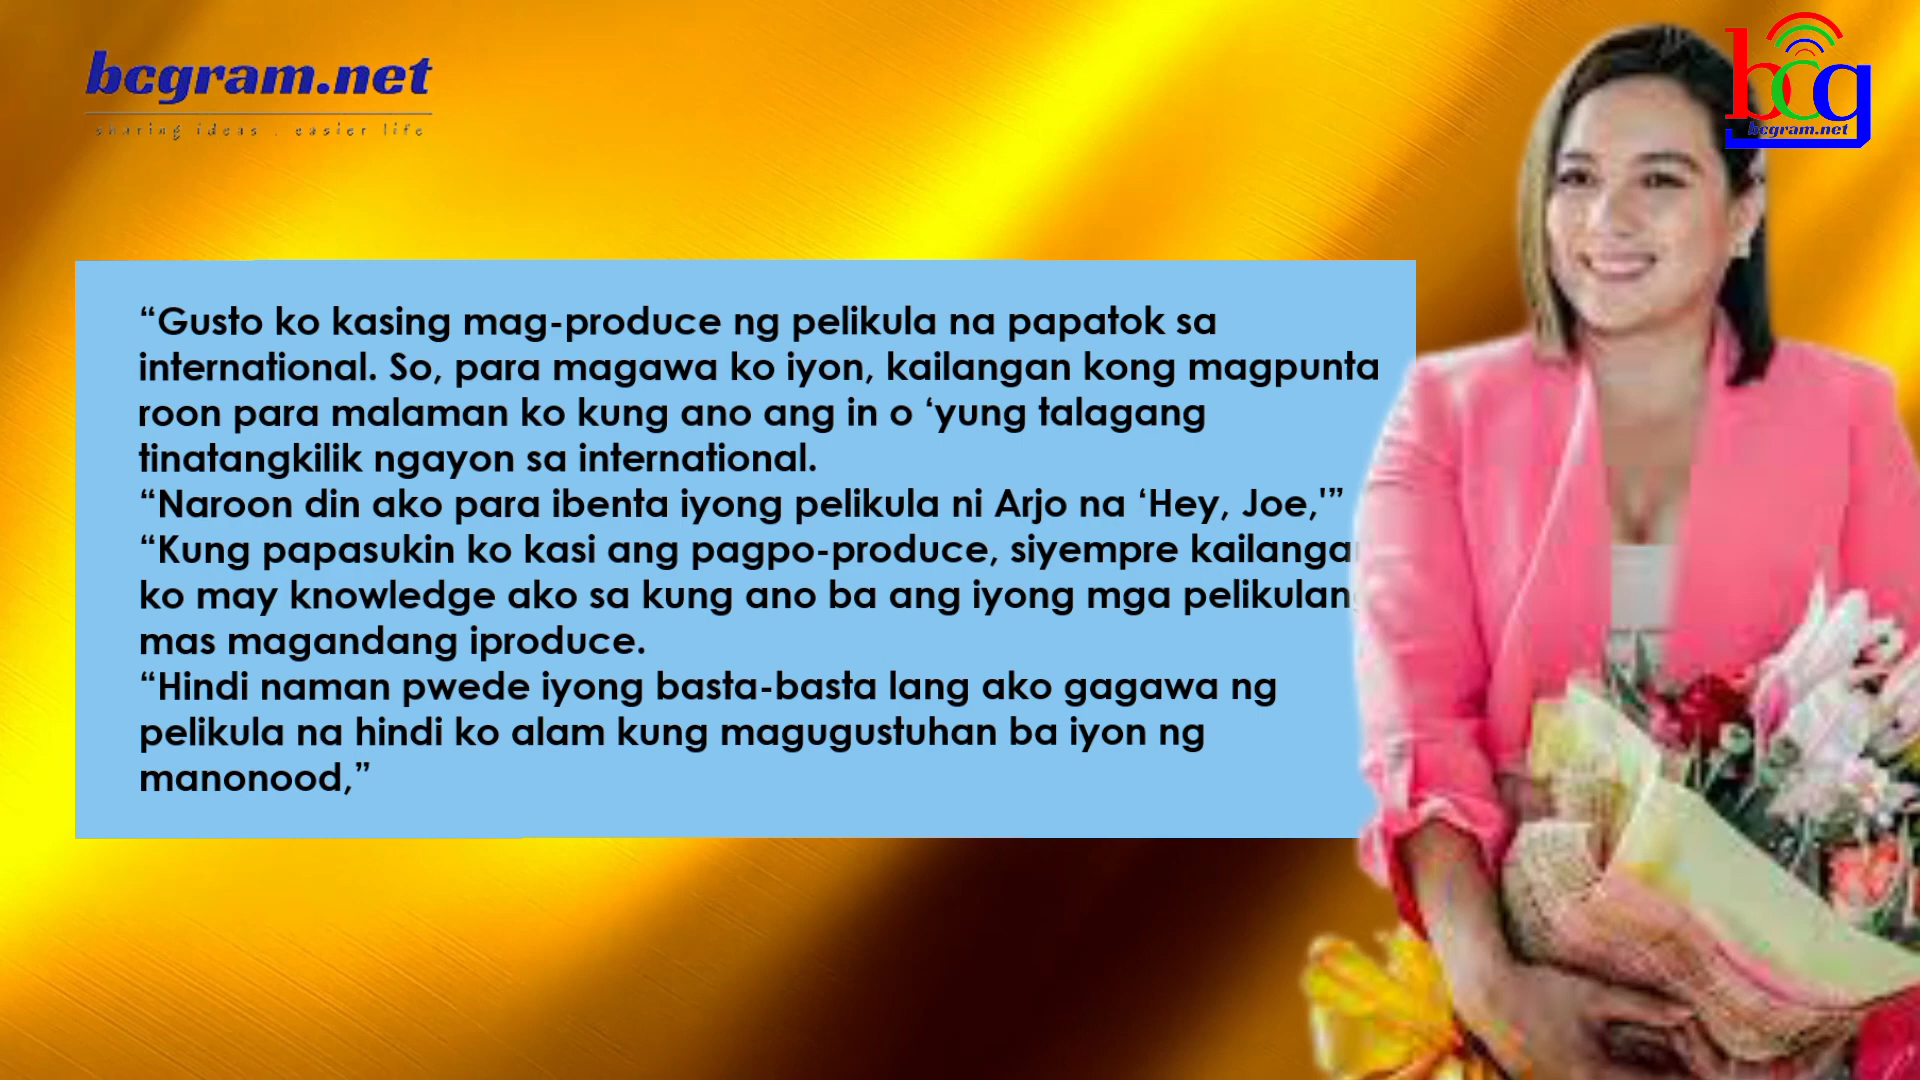 bcgram.net
sharing ideas . easier life
bcg
bcgram.net
“Gusto ko kasing mag-produce ng pelikula na papatok sa
international. So, para magawa ko iyon, kailangan kong magpunta
roon para malaman ko kung ano ang in o ‘yung talagang
tinatangkilik ngayon sa international.
“Naroon din ako para ibenta iyong pelikula ni Arjo na ‘Hey, Joe,'”
“Kung papasukin ko kasi ang pagpo-produce, siyempre kailangan
ko may knowledge ako sa kung ano ba ang iyong mga pelikulang
mas magandang iproduce.
“Hindi naman pwede iyong basta-basta lang ako gagawa ng
pelikula na hindi ko alam kung magugustuhan ba iyon ng
manonood,”